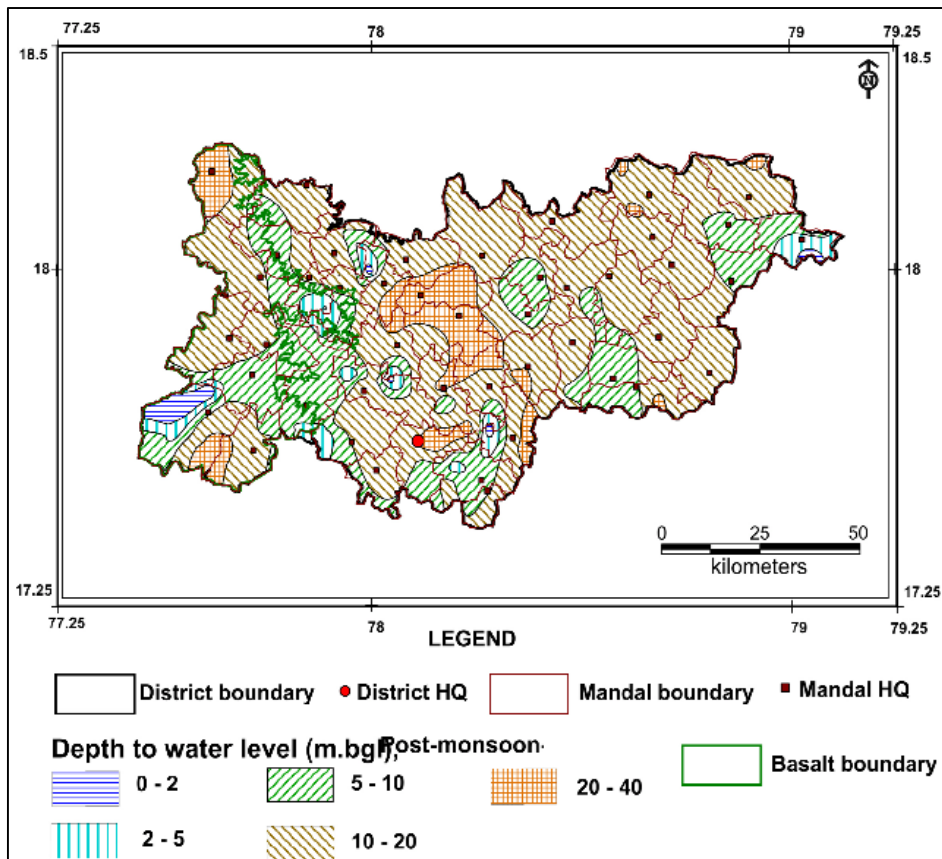 77.25 78 79 79.25
18.5 18.5
N
18 18
0 25 50
kilometers
17.25 17.25
77.25 78 79 79.25
LEGEND
District boundary District HQ Mandal boundary Mandal HQ
Depth to water level (m.bgl), Post-monsoon
0 - 2 5 - 10 20 - 40 Basalt boundary
2 - 5 10 - 20